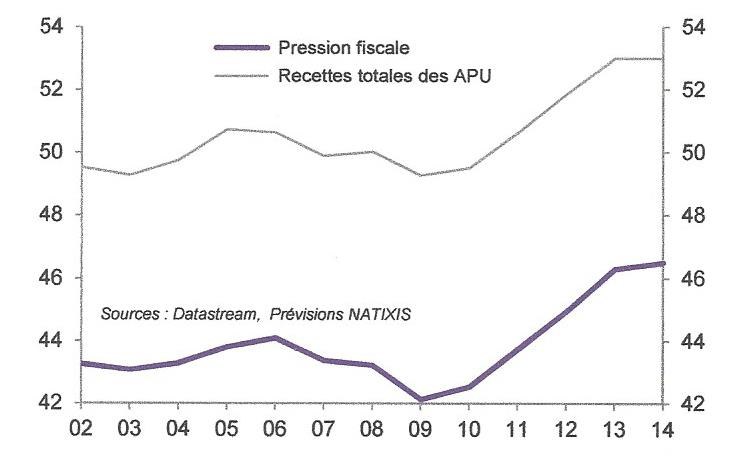 54 54
Pression fiscale
Recettes totales des APU
52 52
50 50
48 48
46 46
Sources : Datastream, Prévisions NATIXIS
44 44
42 42
02 03 04 05 06 07 08 09 10 11 12 13 14